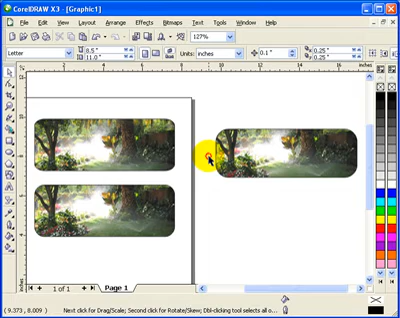 CorelDRAW X3 - [Graphic1]
File Edit View Layout Arrange Effects Bitmaps Text Tools Window Help
127%
Letter 8.5" 11.0" Units: inches 0.1" 0.25" 0.25"
inches
1 of 1 Page 1
( 9.373, 8.009 ) Next click for Drag/Scale; Second click for Rotate/Skew; Dbl-clicking tool selects all o...